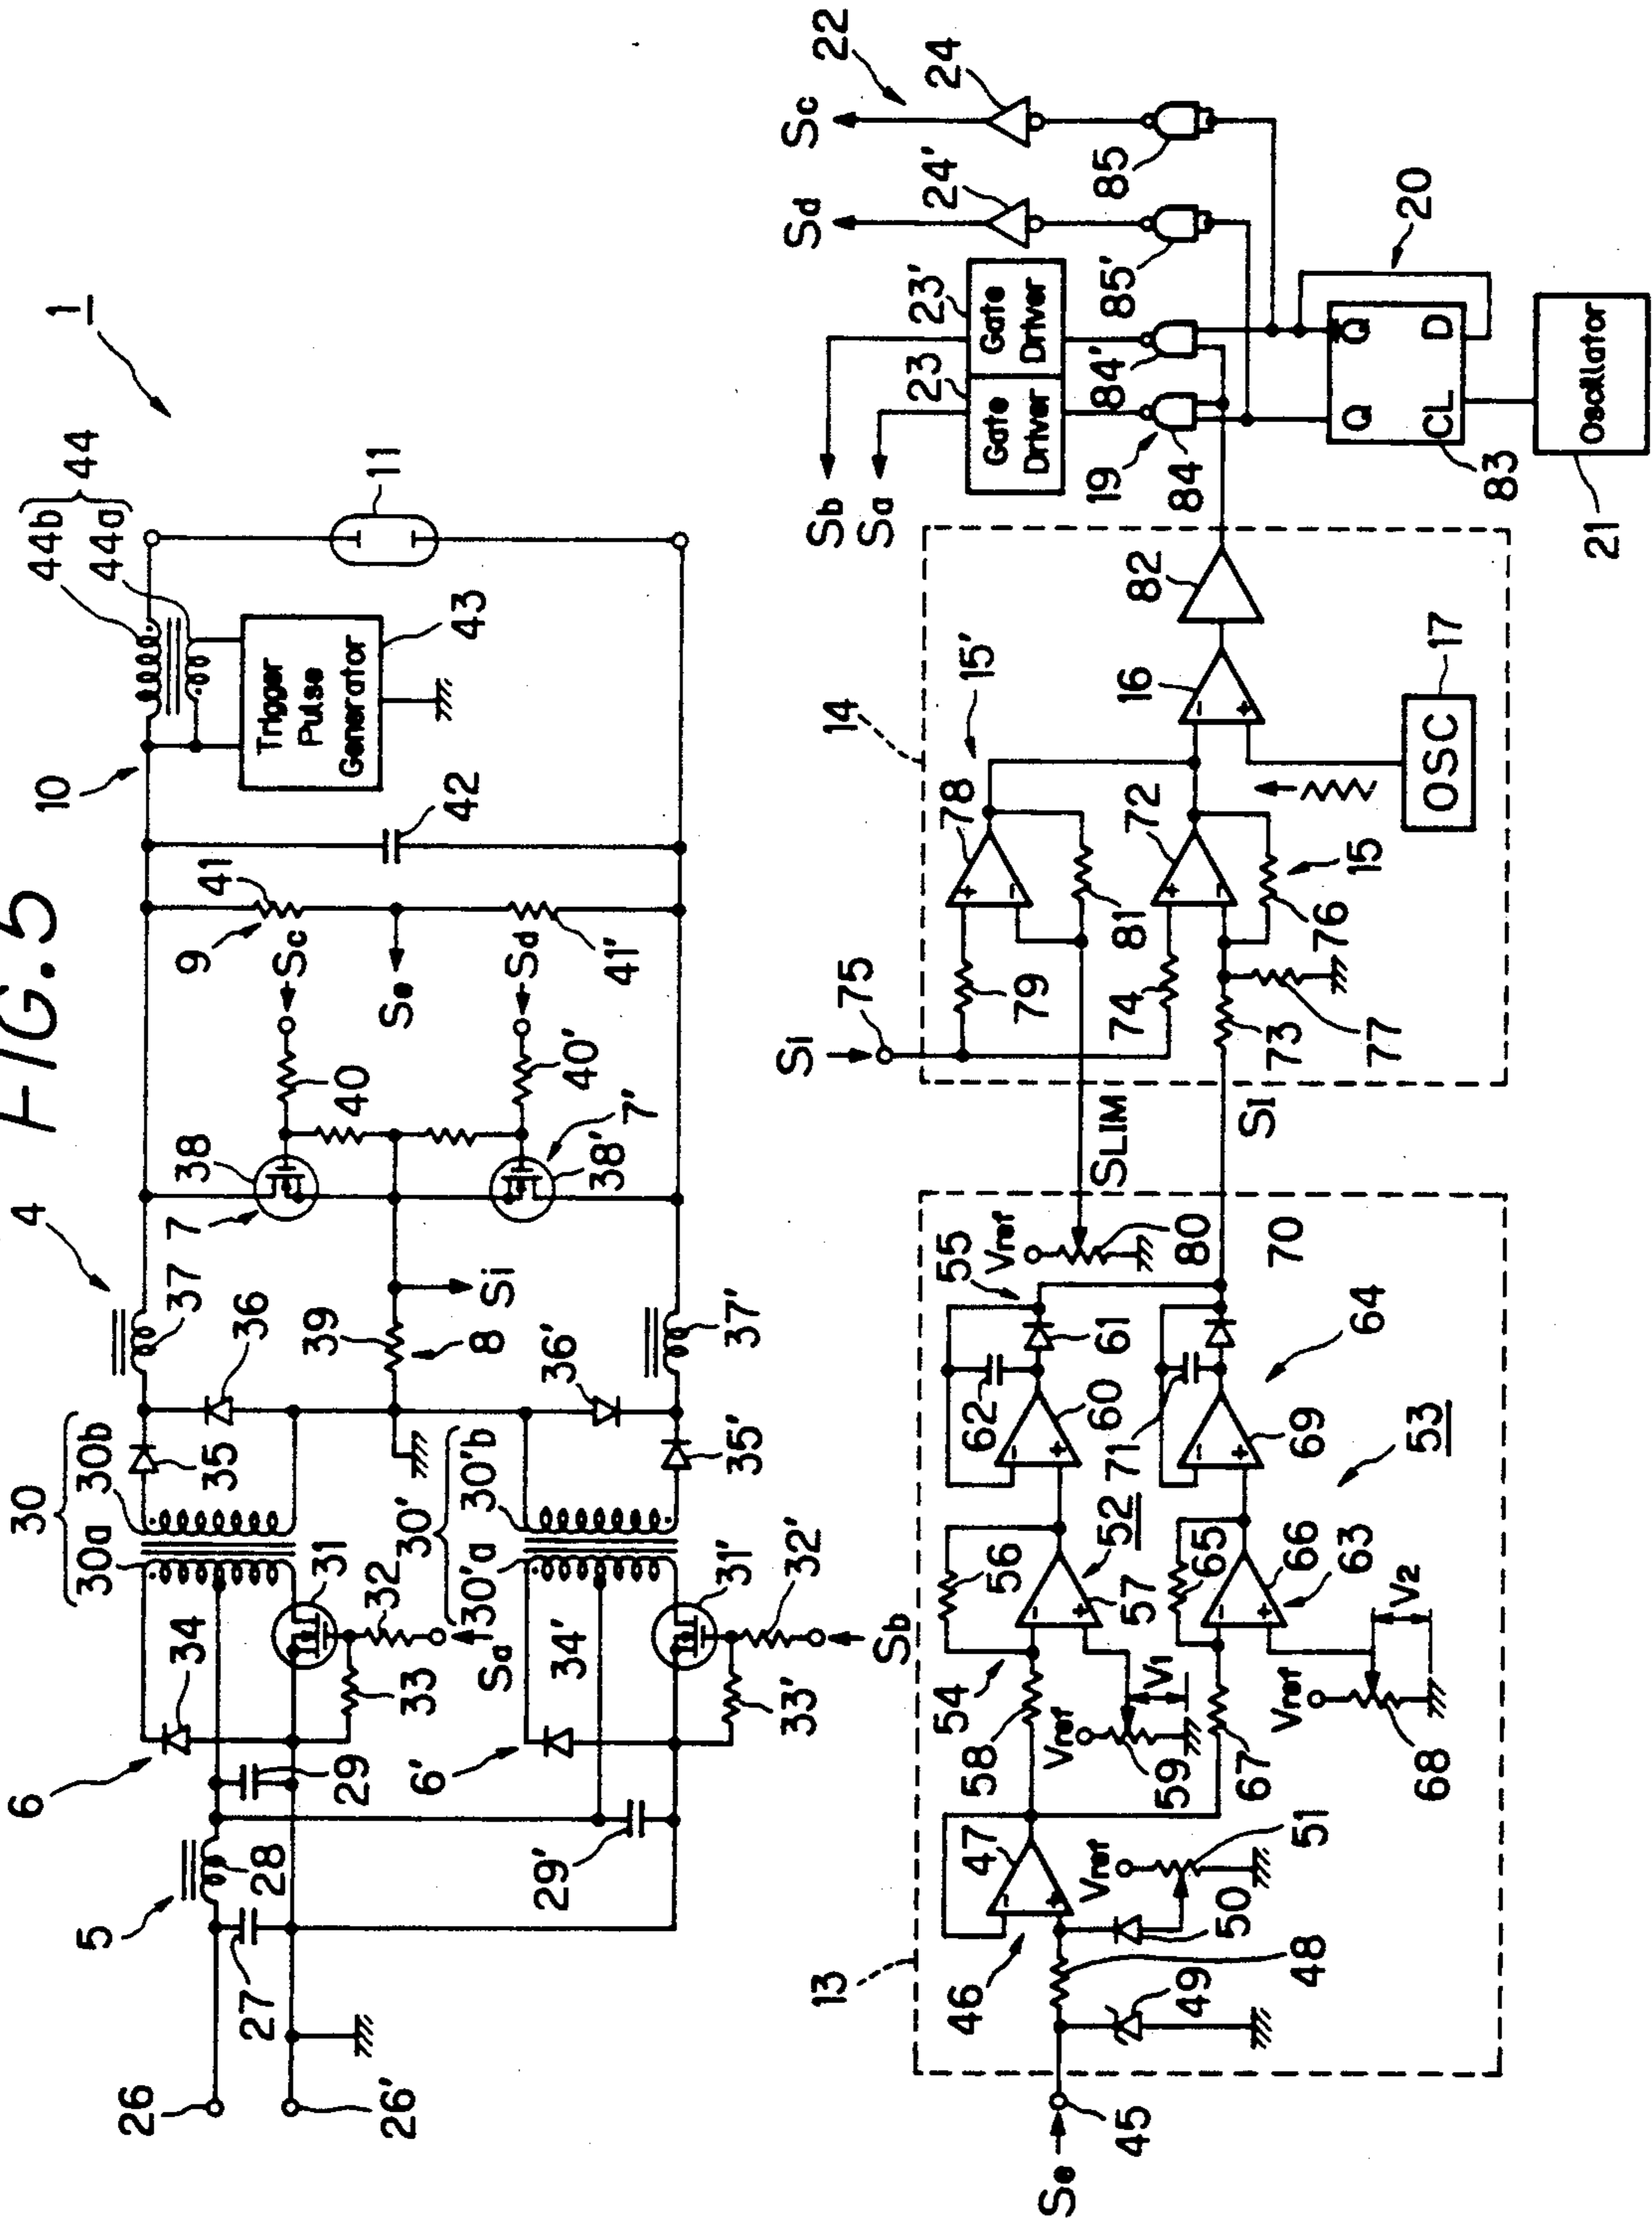 FIG.5
1
4
5
28
27
26
26'
29
29'
6
34
6'
34'
30
30a
30b
31
32
33
Sa
30'
30'a
30'b
31'
32'
33'
Sb
35
36
35'
36'
37
37'
39
8
Si
7
38
7'
38'
40
40'
Sc
Sd
9
41
41'
Se
42
10
44
44b
44a
Trigger
Pulse
Generator
43
11
13
Se
45
46
47
48
49
50
51
Vref
54
58
56
57
52
59
Vref
V1
67
65
66
63
68
Vref
V2
55
62
60
61
71
69
64
53
70
80
Vref
SLIM
SI
14
Si
75
79
78
15'
81
74
72
73
76
77
15
16
OSC
17
82
Sb
Sa
23
Gate
Driver
23'
Gate
Driver
19
84
84'
Sd
Sc
24'
24
22
85'
85
20
Q
Q
CL
D
83
Oscillator
21